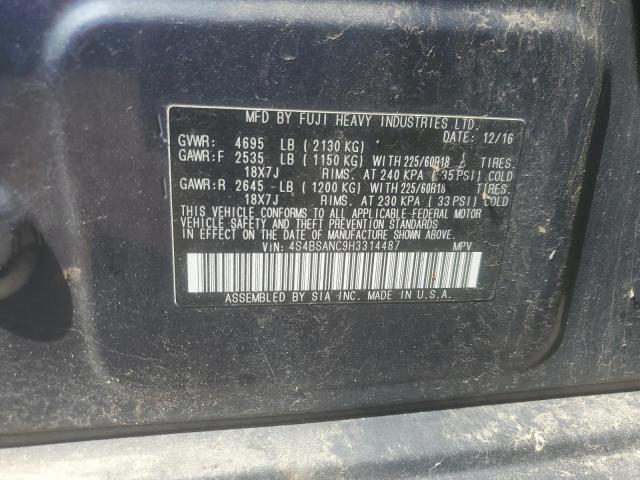 MFD BY FUJI HEAVY INDUSTRIES LTD.
DATE: 12/16
GVWR: 4695 LB (2130 KG)
GAWR:F 2535 LB (1150 KG) WITH 225/60R18 TIRES.
18X7J RIMS. AT 240 KPA (35 PSI) COLD
GAWR:R 2645 LB (1200 KG) WITH 225/60R18 TIRES.
18X7J RIMS. AT 230 KPA (33 PSI) COLD
THIS VEHICLE CONFORMS TO ALL APPLICABLE FEDERAL MOTOR
VEHICLE SAFETY AND THEFT PREVENTION STANDARDS
IN EFFECT ON THE DATE OF MANUFACTURE SHOWN ABOVE.
VIN: 4S4BSANC9H3314487 MPV
ASSEMBLED BY SIA INC. MADE IN U.S.A.